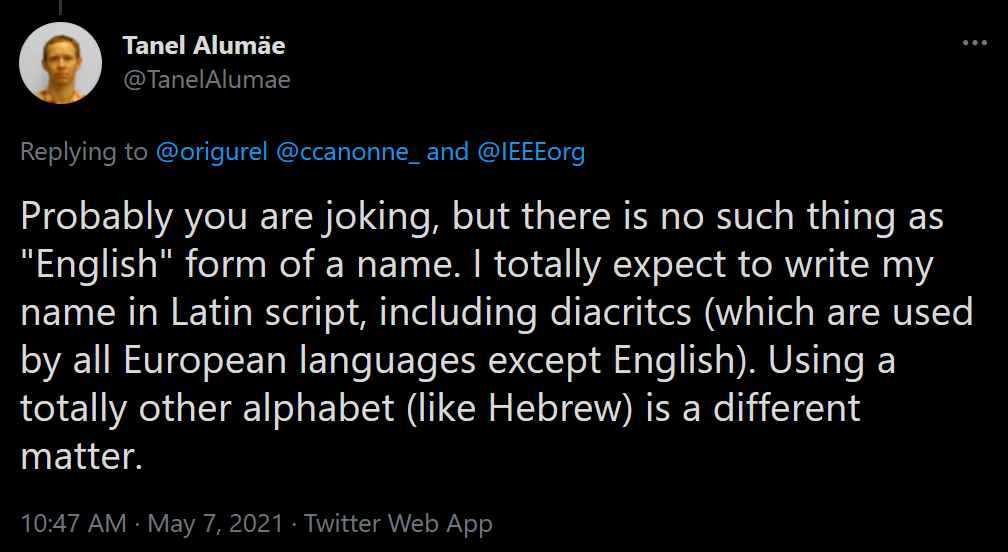 Tanel Alumäe
@TanelAlumae
Replying to @origurel @ccanonne_ and @IEEEorg
Probably you are joking, but there is no such thing as
"English" form of a name. I totally expect to write my
name in Latin script, including diacritcs (which are used
by all European languages except English). Using a
totally other alphabet (like Hebrew) is a different
matter.
10:47 AM · May 7, 2021 · Twitter Web App